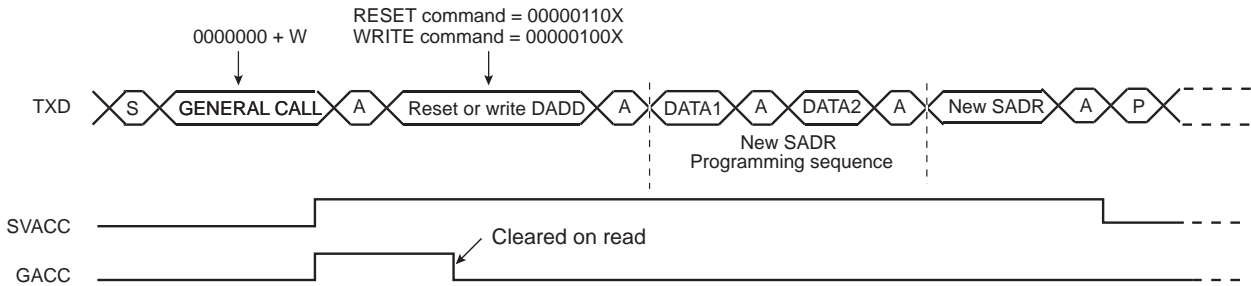 RESET command = 00000110X
0000000 + W
WRITE command = 00000100X
TXD
S
GENERAL CALL
A
Reset or write DADD
A
DATA1
A
DATA2
A
New SADR
A
P
New SADR
Programming sequence
SVACC
Cleared on read
GACC